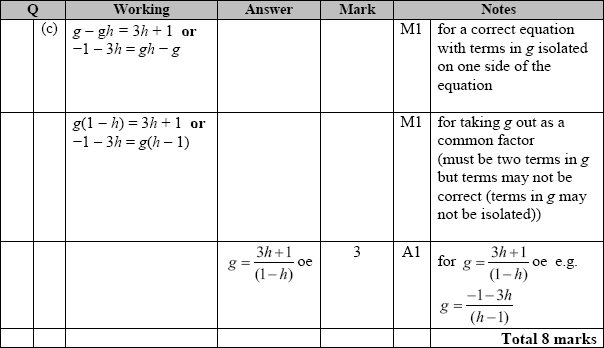 Q Working Answer Mark Notes
(c) g – gh = 3h + 1 or M1 for a correct equation
−1 – 3h = gh – g with terms in g isolated
on one side of the
equation
g(1 – h) = 3h + 1 or M1 for taking g out as a
−1 – 3h = g(h – 1) common factor
(must be two terms in g
but terms may not be
correct (terms in g may
not be isolated))
g = (3h+1)/(1−h) oe 3 A1 for g = (3h+1)/(1−h) oe e.g.
g = (−1−3h)/(h−1)
Total 8 marks